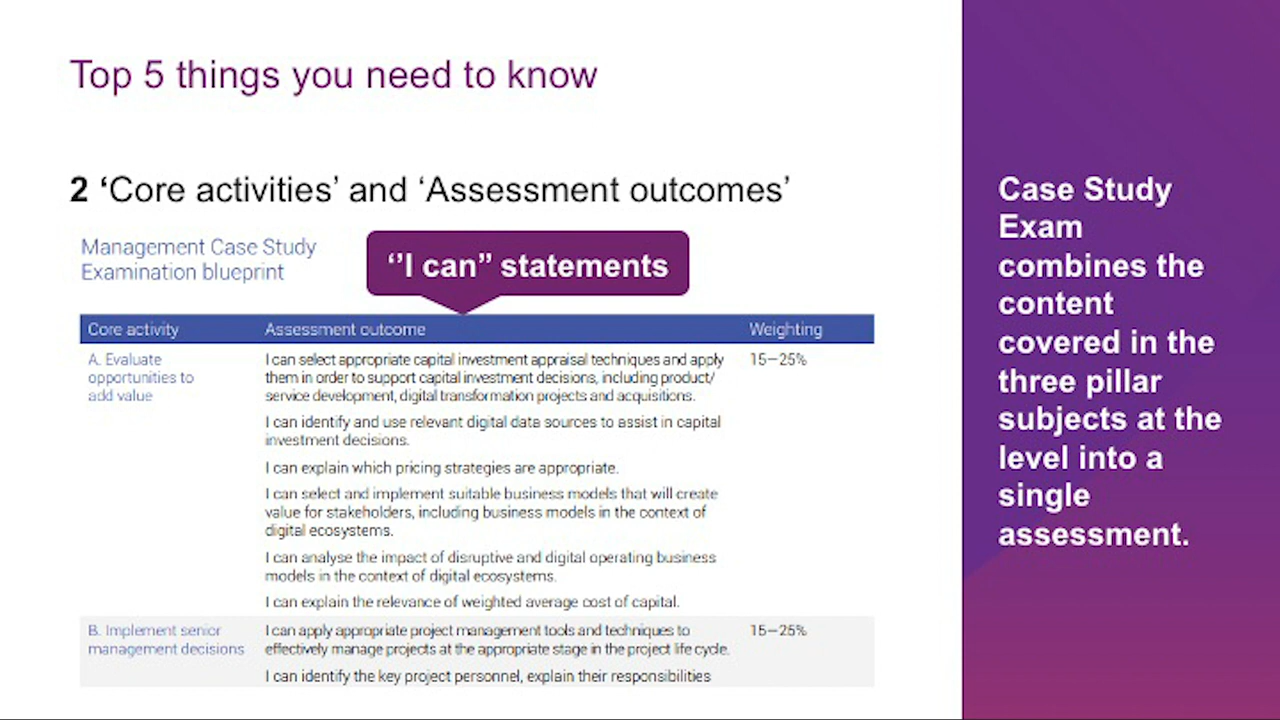 Top 5 things you need to know
2 ‘Core activities’ and ‘Assessment outcomes’
Management Case Study
Examination blueprint
‘’I can” statements
Core activity Assessment outcome Weighting
A. Evaluate
opportunities to
add value
I can select appropriate capital investment appraisal techniques and apply
them in order to support capital investment decisions, including product/
service development, digital transformation projects and acquisitions.
15—25%
I can identify and use relevant digital data sources to assist in capital
investment decisions.
I can explain which pricing strategies are appropriate.
I can select and implement suitable business models that will create
value for stakeholders, including business models in the context of
digital ecosystems.
I can analyse the impact of disruptive and digital operating business
models in the context of digital ecosystems.
I can explain the relevance of weighted average cost of capital.
B. Implement senior
management decisions
I can apply appropriate project management tools and techniques to
effectively manage projects at the appropriate stage in the project life cycle.
15—25%
I can identify the key project personnel, explain their responsibilities
Case Study
Exam
combines the
content
covered in the
three pillar
subjects at the
level into a
single
assessment.